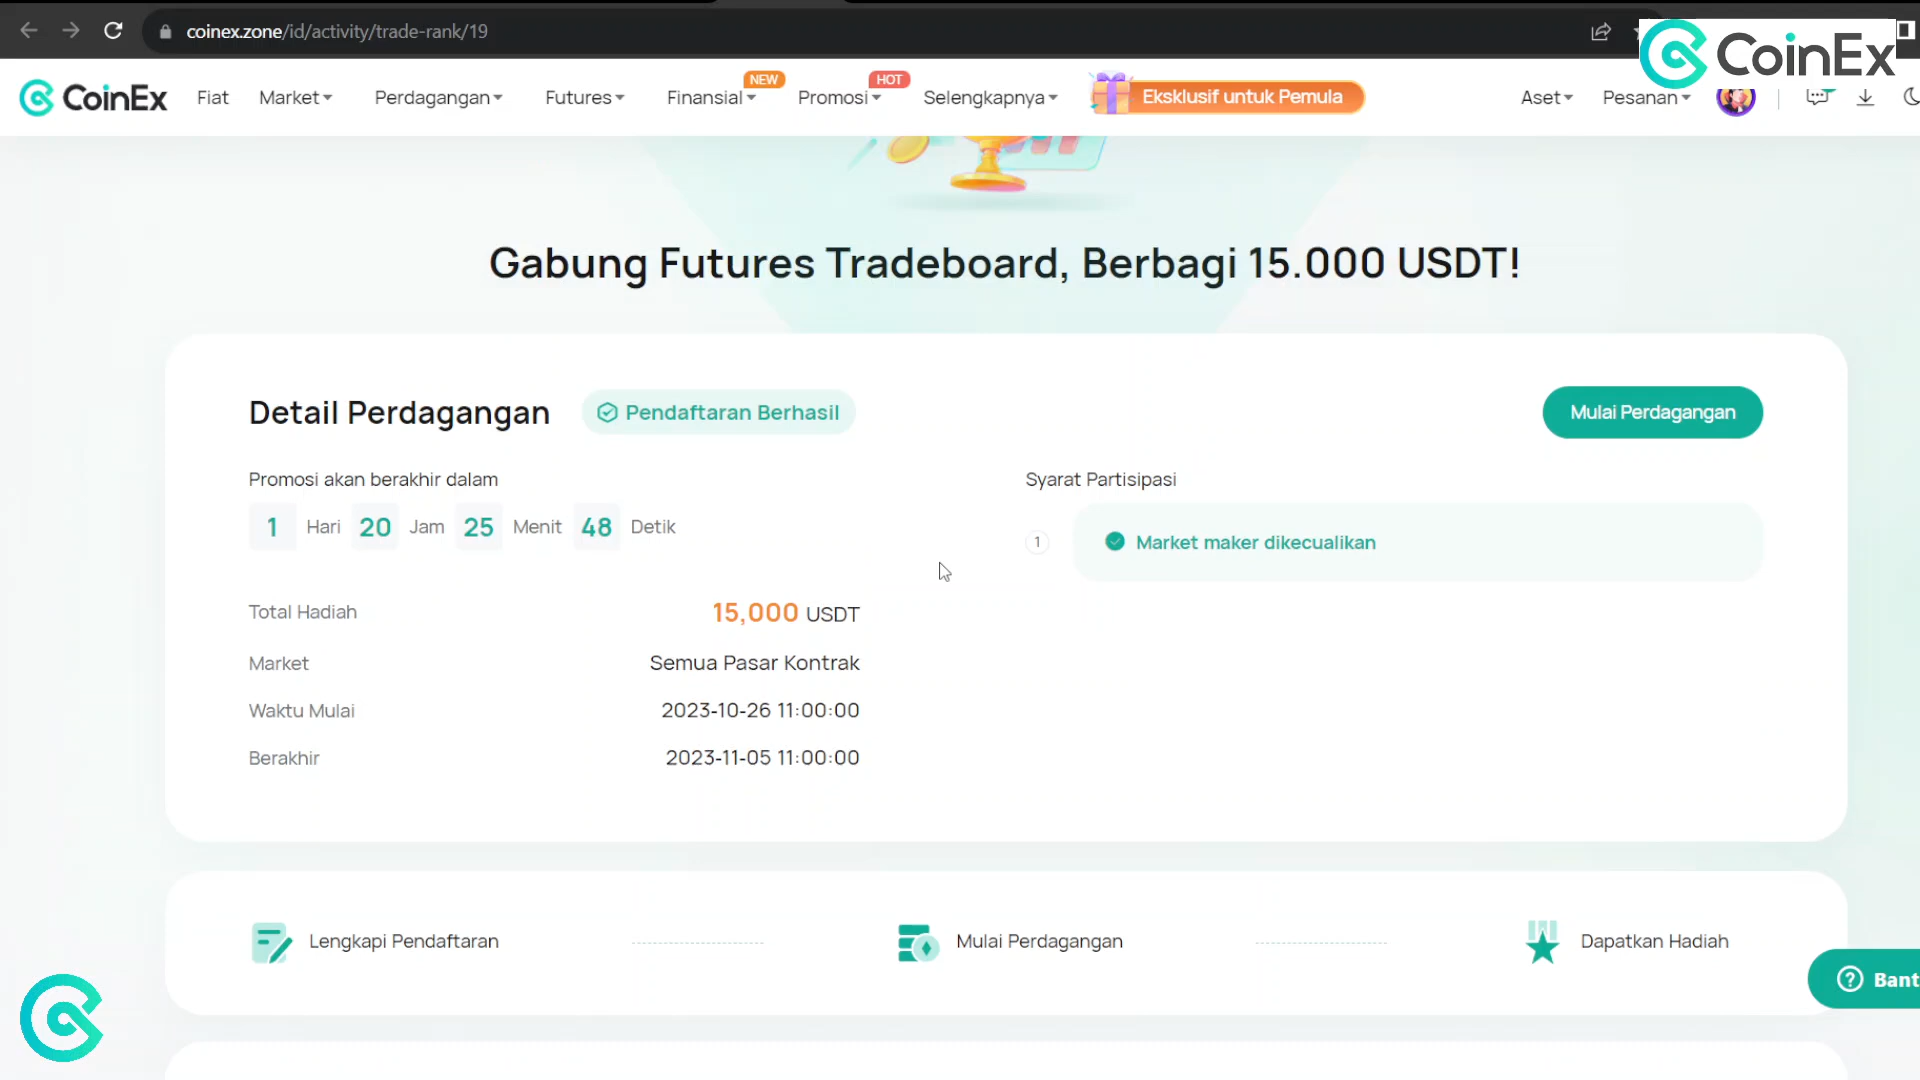 coinex.zone/id/activity/trade-rank/19
CoinEx
CoinEx Fiat Market Perdagangan Futures Finansial NEW Promosi HOT Selengkapnya Eksklusif untuk Pemula Aset Pesanan
Gabung Futures Tradeboard, Berbagi 15.000 USDT!
Detail Perdagangan Pendaftaran Berhasil Mulai Perdagangan
Promosi akan berakhir dalam
1 Hari 20 Jam 25 Menit 48 Detik
Syarat Partisipasi
1 Market maker dikecualikan
Total Hadiah 15,000 USDT
Market Semua Pasar Kontrak
Waktu Mulai 2023-10-26 11:00:00
Berakhir 2023-11-05 11:00:00
Lengkapi Pendaftaran Mulai Perdagangan Dapatkan Hadiah